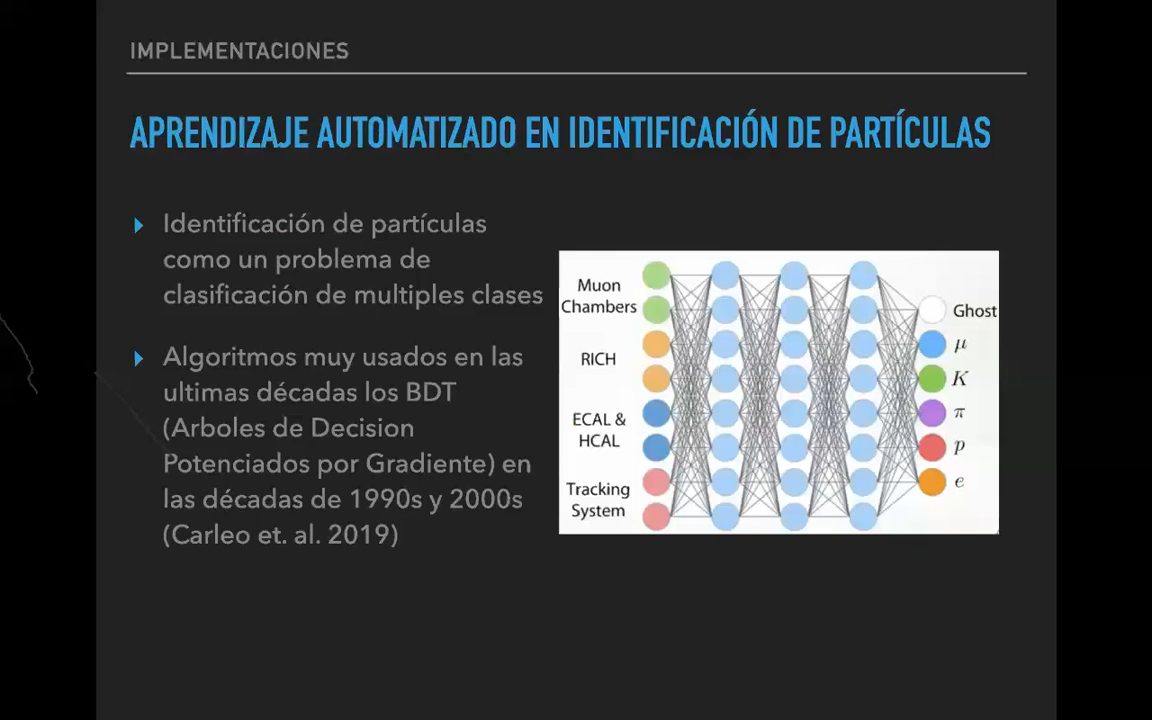 IMPLEMENTACIONES
APRENDIZAJE AUTOMATIZADO EN IDENTIFICACIÓN DE PARTÍCULAS
Identificación de partículas
como un problema de
clasificación de multiples clases
Algoritmos muy usados en las
ultimas décadas los BDT
(Arboles de Decision
Potenciados por Gradiente) en
las décadas de 1990s y 2000s
(Carleo et. al. 2019)
Muon
Chambers
RICH
ECAL &
HCAL
Tracking
System
Ghost
μ
K
π
p
e